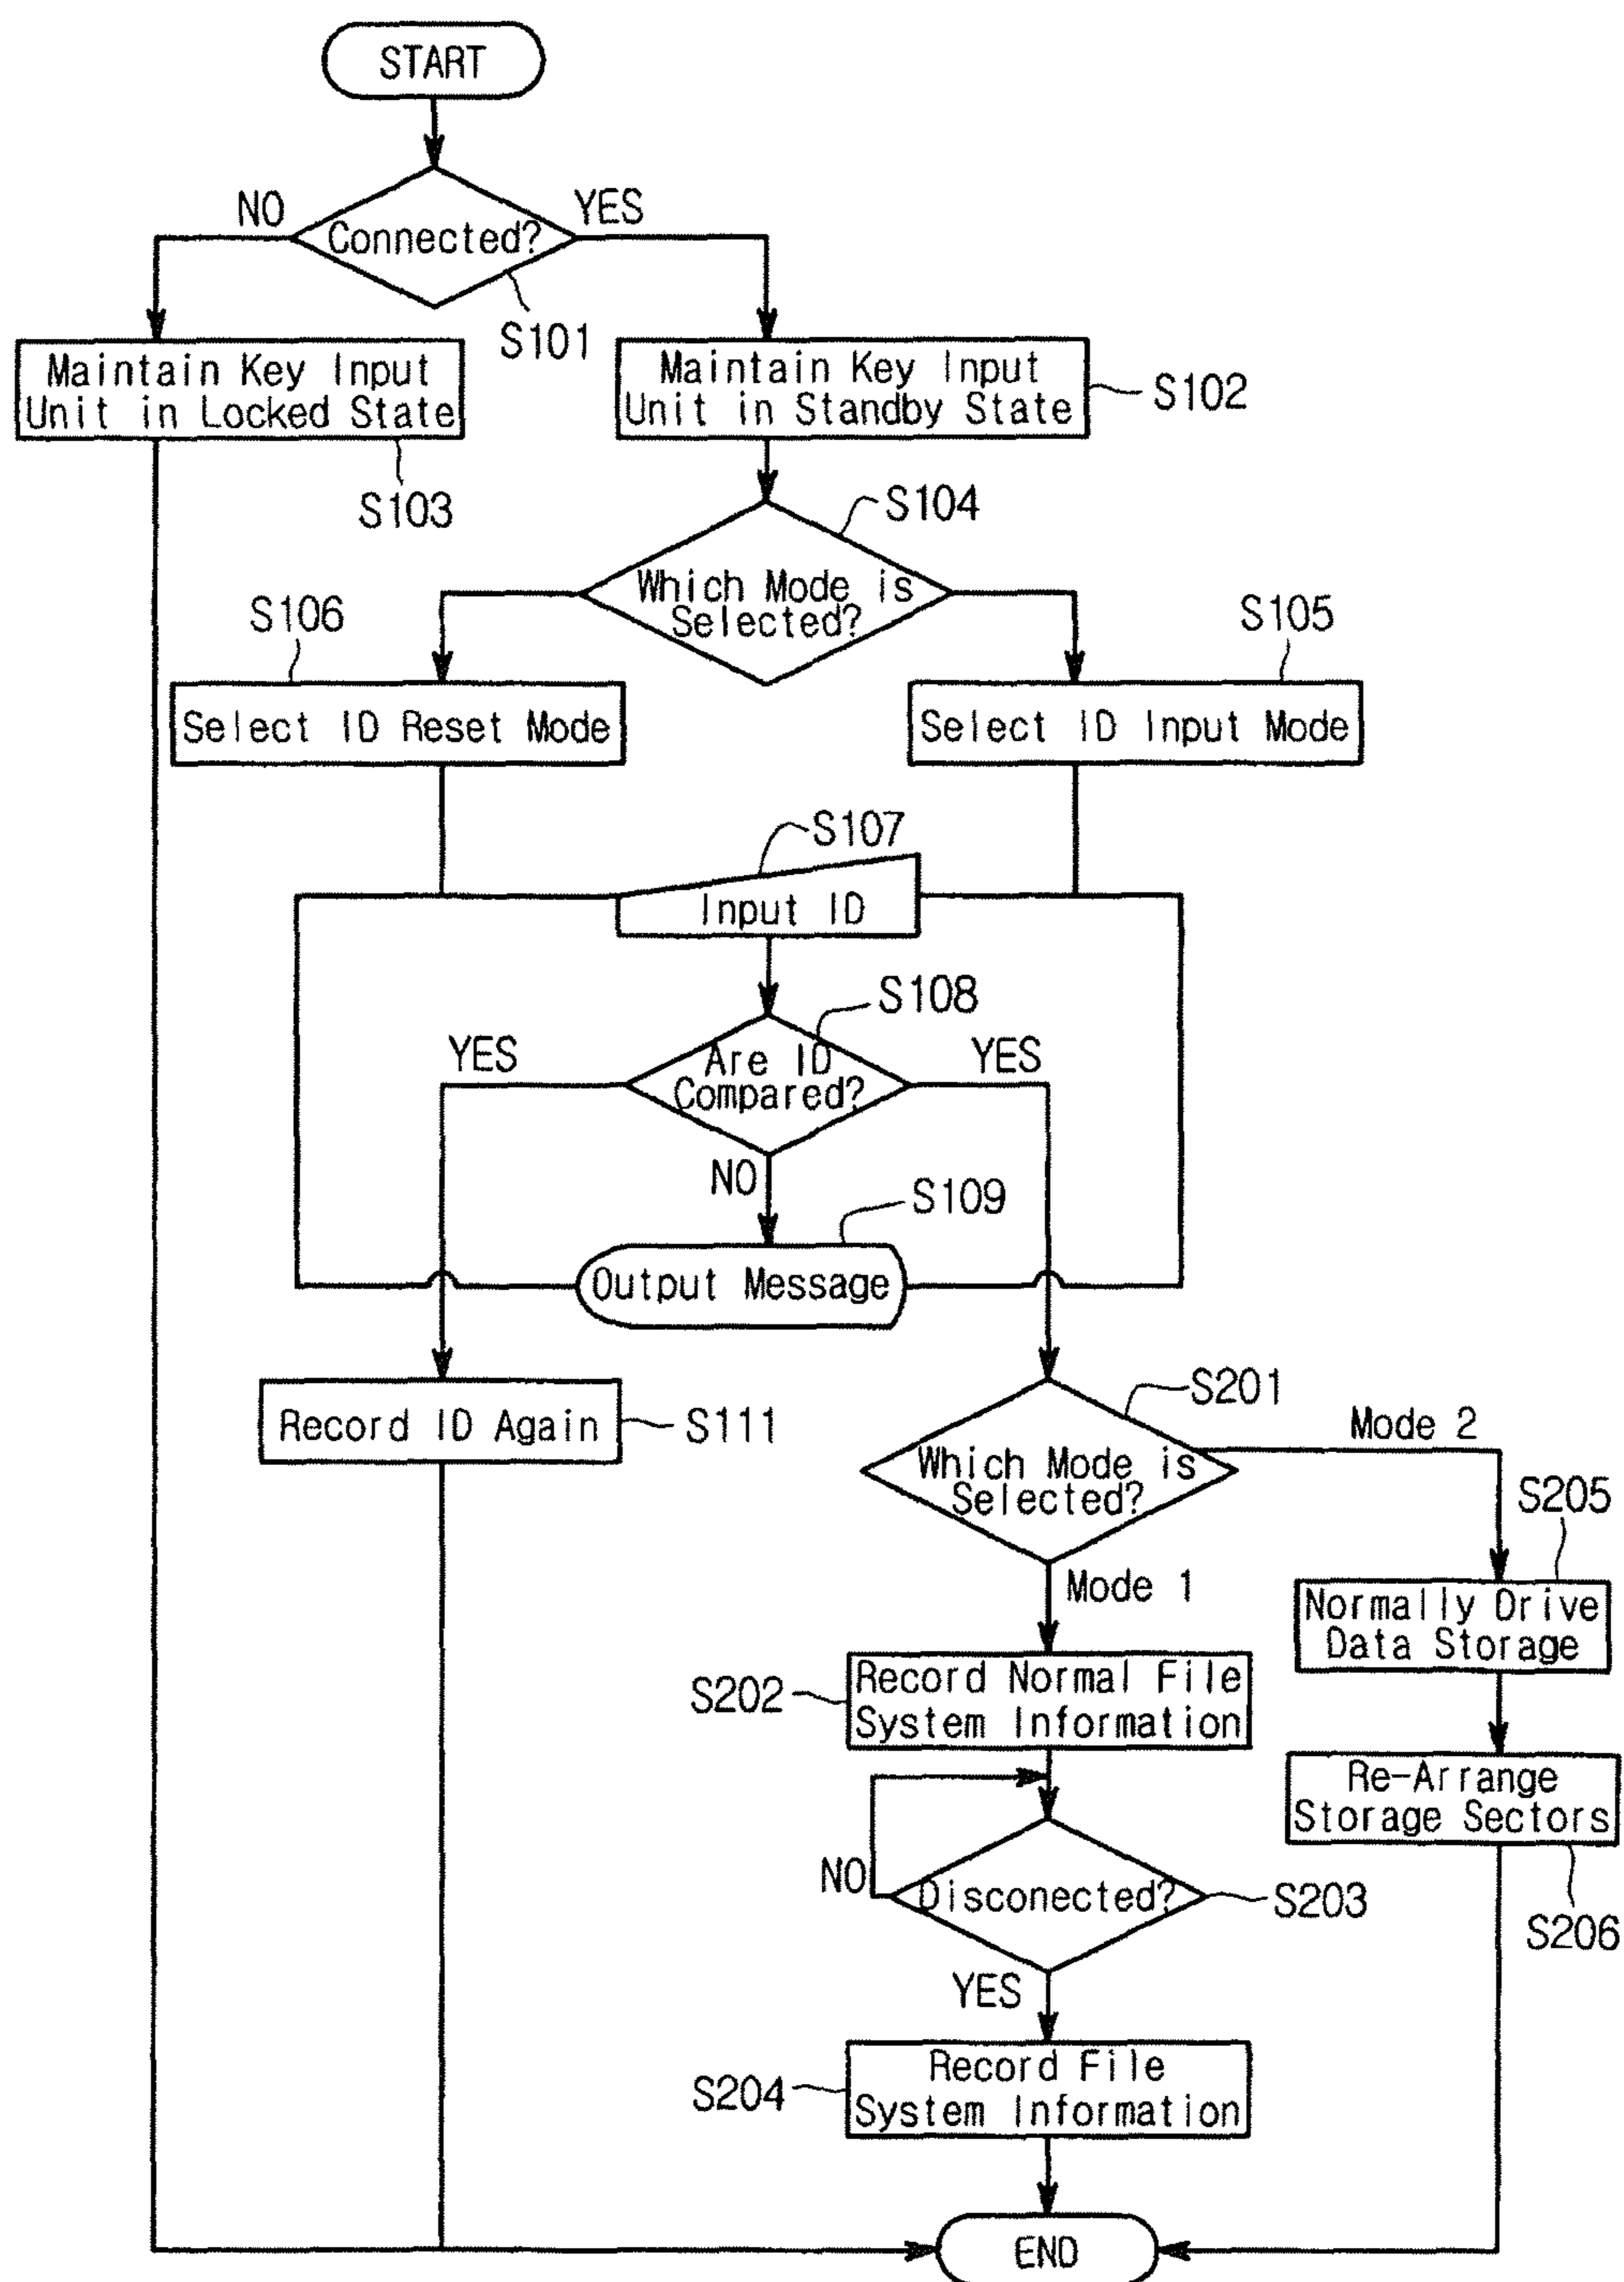 START
NO
YES
Connected?
S101
Maintain Key Input
Unit in Locked State
S103
Maintain Key Input
Unit in Standby State
S102
S104
Which Mode is
Selected?
S106
S105
Select ID Reset Mode
Select ID Input Mode
S107
Input ID
S108
YES
YES
Are ID
Compared?
NO
S109
Output Message
Record ID Again
S111
S201
Mode 2
Which Mode is
Selected?
S205
Mode 1
Normally Drive
Data Storage
S202
Record Normal File
System Information
Re-Arrange
Storage Sectors
NO
Disconected?
S203
S206
YES
S204
Record File
System Information
END